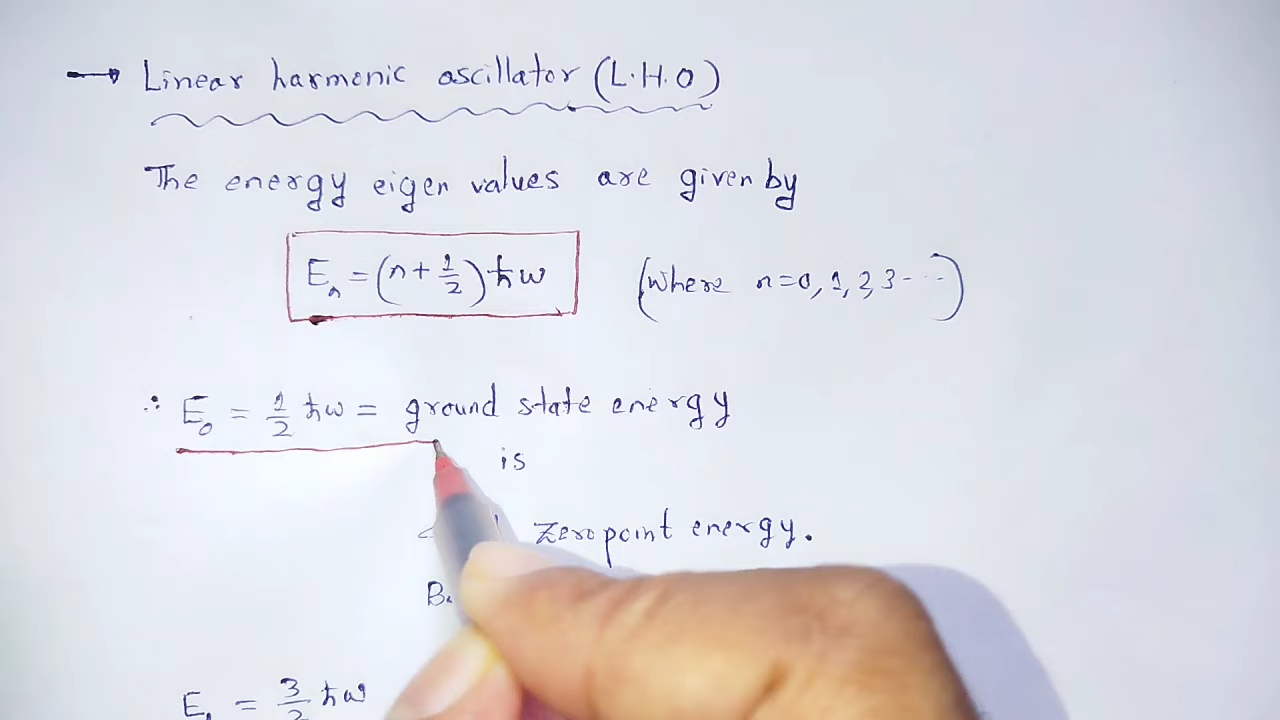 → Linear harmonic oscillator (L.H.O)
The energy eigen values are given by
Eₙ = (n + 1/2) ħω (where n=0, 1, 2, 3 - ...)
∴ E₀ = 1/2 ħω = ground state energy
is
zero point energy.
E₁ = 3/2 ħω